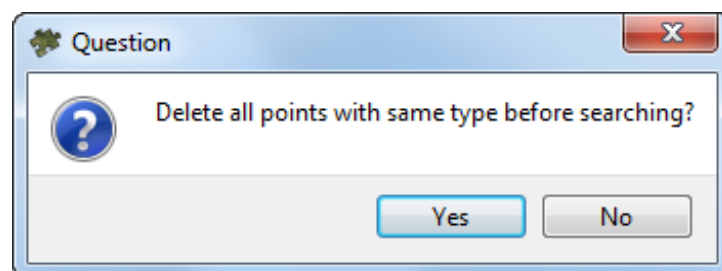 Question
Delete all points with same type before searching?
Yes
No